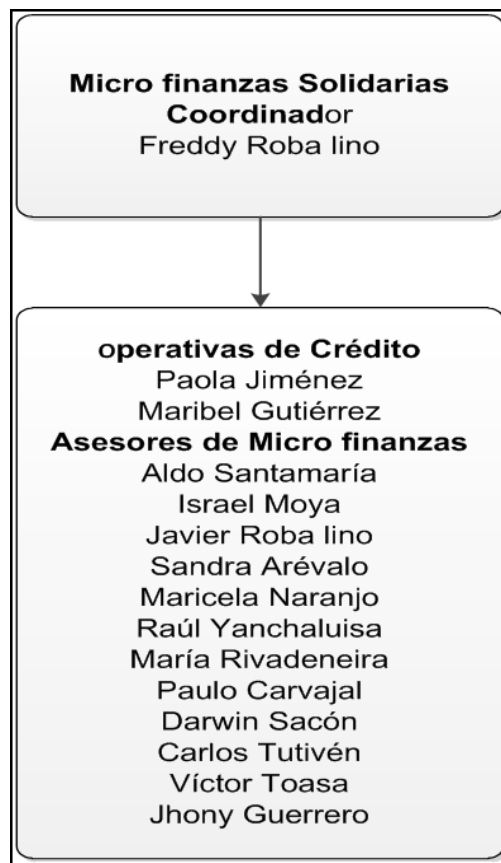 Micro finanzas Solidarias
Coordinador
Freddy Roba lino
operativas de Crédito
Paola Jiménez
Maribel Gutiérrez
Asesores de Micro finanzas
Aldo Santamaría
Israel Moya
Javier Roba lino
Sandra Arévalo
Maricela Naranjo
Raúl Yanchaluisa
María Rivadeneira
Paulo Carvajal
Darwin Sacón
Carlos Tutivén
Víctor Toasa
Jhony Guerrero